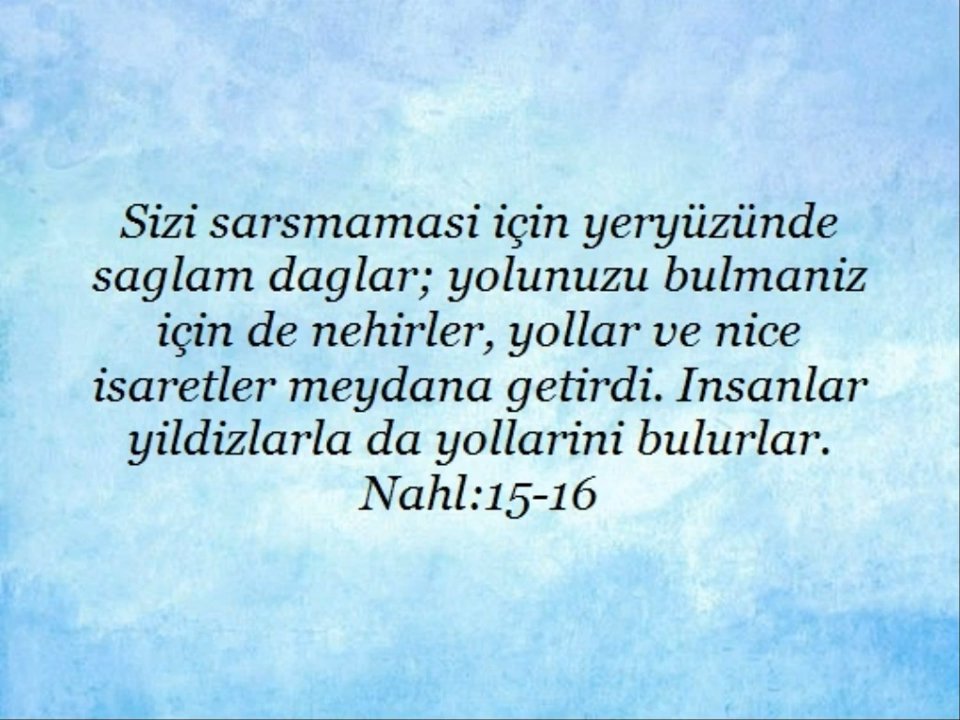 Sizi sarsmamasi için yeryüzünde
saglam daglar; yolunuzu bulmaniz
için de nehirler, yollar ve nice
isaretler meydana getirdi. Insanlar
yildizlarla da yollarini bulurlar.
Nahl:15-16